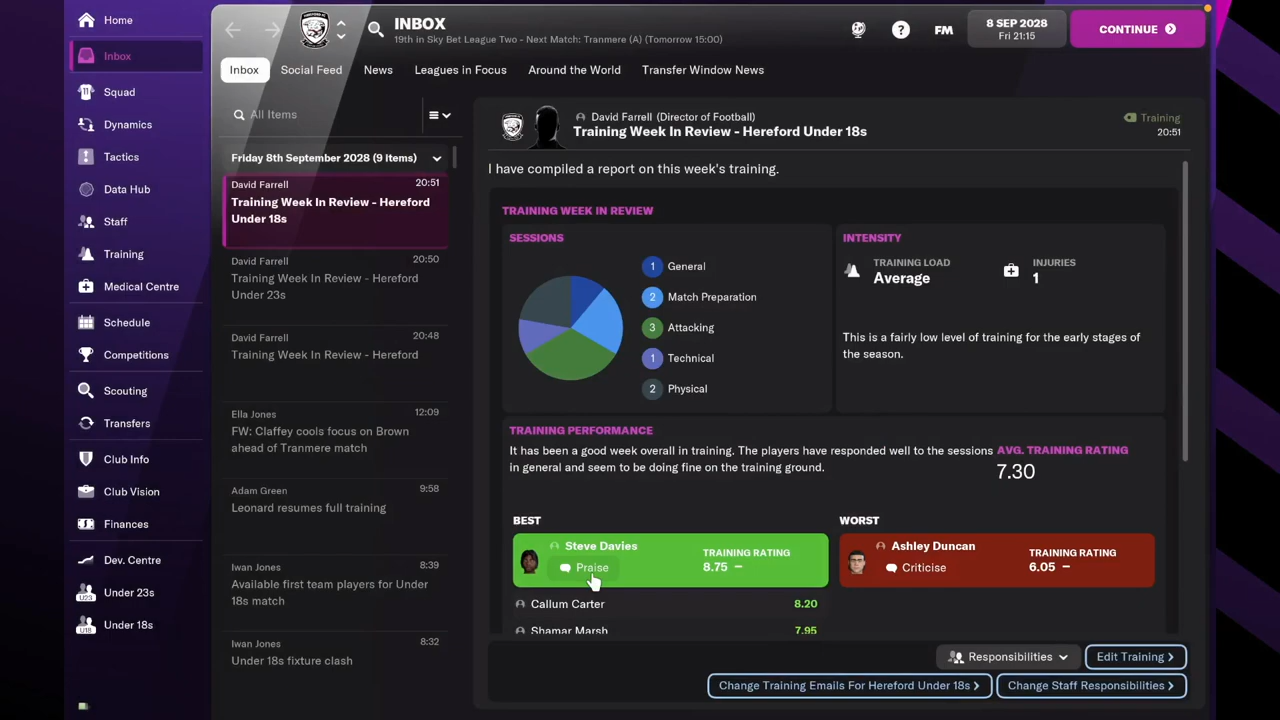 Home
Inbox
Squad
Dynamics
Tactics
Data Hub
Staff
Training
Medical Centre
Schedule
Competitions
Scouting
Transfers
Club Info
Club Vision
Finances
Dev. Centre
U23 Under 23s
U18 Under 18s
INBOX
19th in Sky Bet League Two - Next Match: Tranmere (A) (Tomorrow 15:00)
?
FM
8 SEP 2028
Fri 21:15
CONTINUE
Inbox Social Feed News Leagues in Focus Around the World Transfer Window News
All Items
Friday 8th September 2028 (9 items)
David Farrell 20:51
Training Week In Review - Hereford
Under 18s
David Farrell 20:50
Training Week In Review - Hereford
Under 23s
David Farrell 20:48
Training Week In Review - Hereford
Ella Jones 12:09
FW: Claffey cools focus on Brown
ahead of Tranmere match
Adam Green 9:58
Leonard resumes full training
Iwan Jones 8:39
Available first team players for Under
18s match
Iwan Jones 8:32
Under 18s fixture clash
David Farrell (Director of Football)
Training Week In Review - Hereford Under 18s
Training
20:51
I have compiled a report on this week's training.
TRAINING WEEK IN REVIEW
SESSIONS
1 General
2 Match Preparation
3 Attacking
1 Technical
2 Physical
INTENSITY
TRAINING LOAD
Average
INJURIES
1
This is a fairly low level of training for the early stages of
the season.
TRAINING PERFORMANCE
It has been a good week overall in training. The players have responded well to the sessions
in general and seem to be doing fine on the training ground.
AVG. TRAINING RATING
7.30
BEST
Steve Davies
Praise
TRAINING RATING
8.75 –
Callum Carter 8.20
Shamar Marsh 7.95
WORST
Ashley Duncan
Criticise
TRAINING RATING
6.05 –
Responsibilities
Edit Training
Change Training Emails For Hereford Under 18s
Change Staff Responsibilities